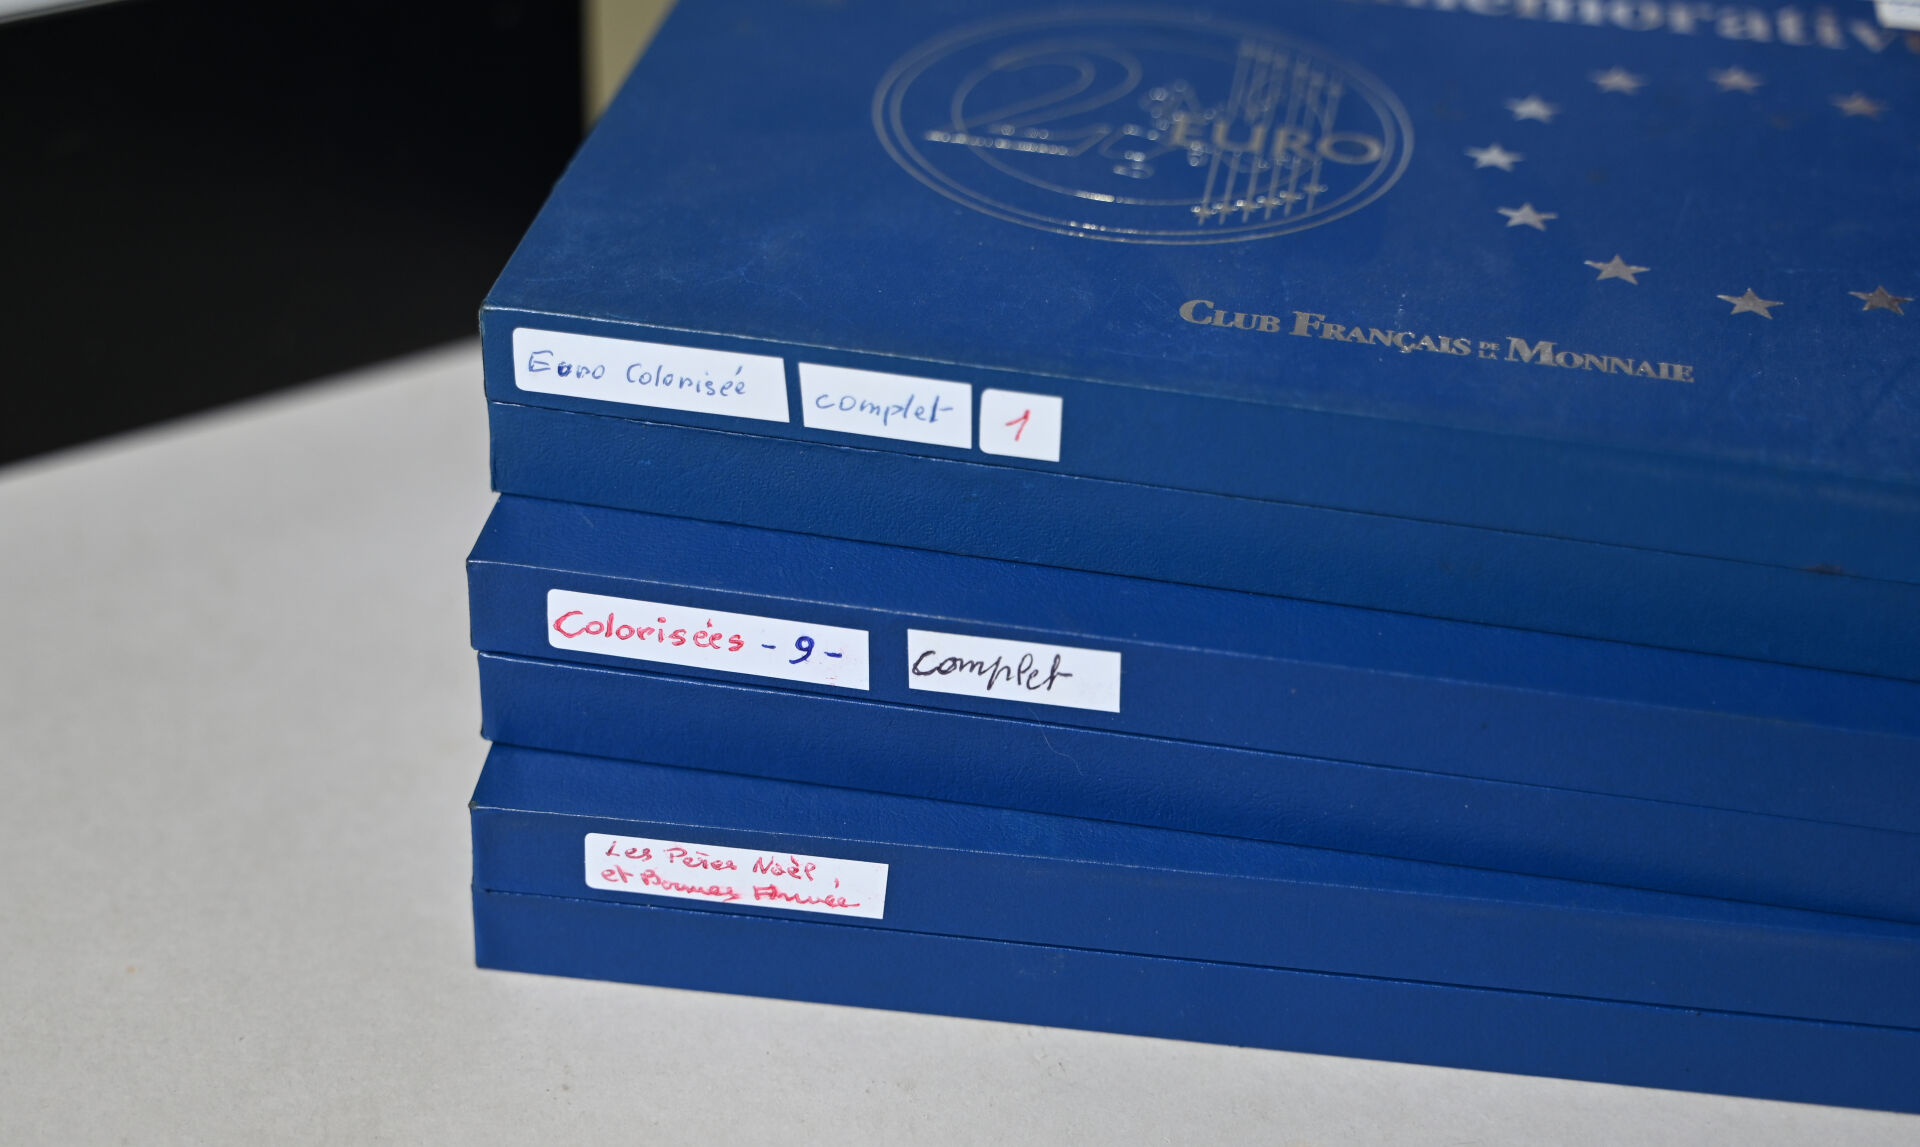 2 EURO
CLUB FRANÇAIS DE LA MONNAIE
Euro Colorisée complet 1
Colorisées - 9 - complet
Les Pères Noël,
et Bonnes Année